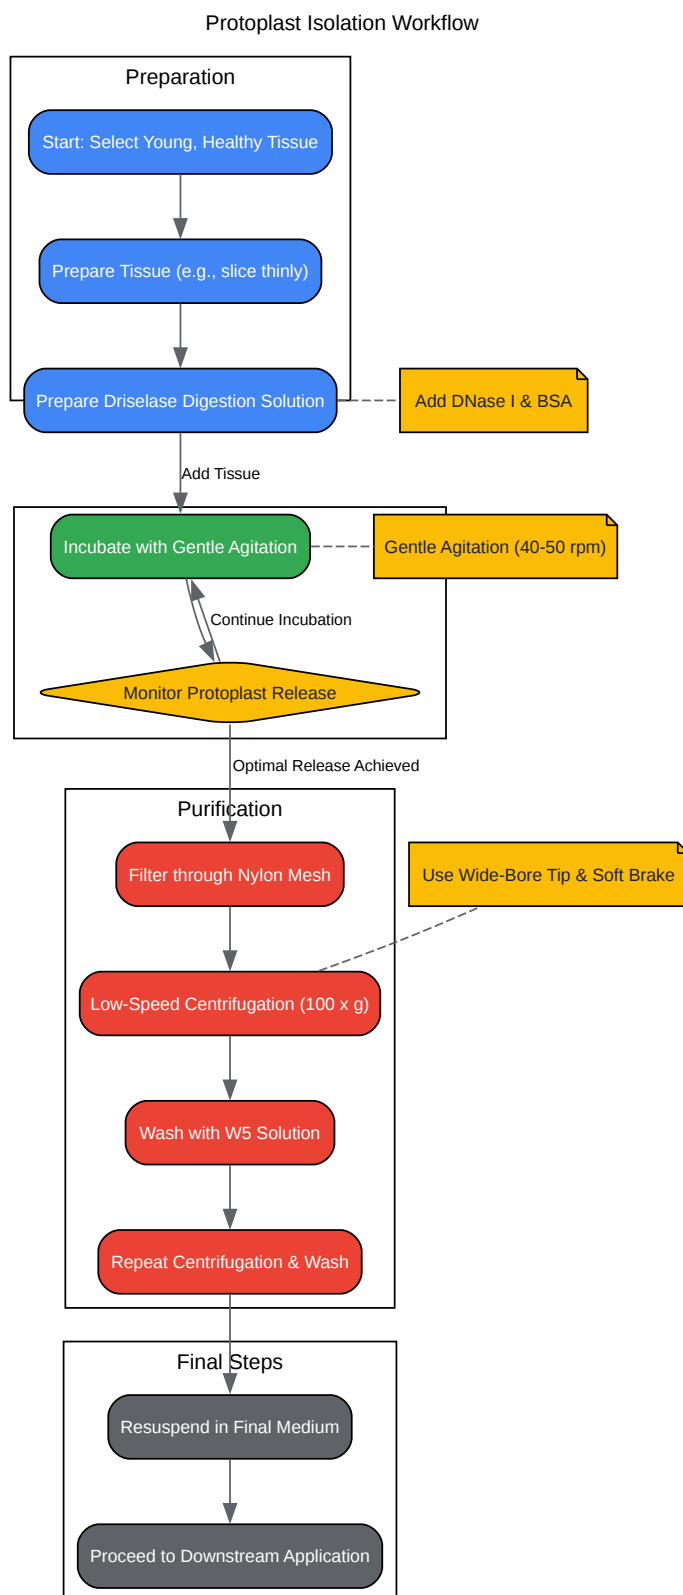 Protoplast Isolation Workflow
Preparation
Start: Select Young, Healthy Tissue
Prepare Tissue (e.g., slice thinly)
Prepare Driselase Digestion Solution
Add DNase I & BSA
Add Tissue
Incubate with Gentle Agitation
Gentle Agitation (40-50 rpm)
Continue Incubation
Monitor Protoplast Release
Optimal Release Achieved
Purification
Filter through Nylon Mesh
Use Wide-Bore Tip & Soft Brake
Low-Speed Centrifugation (100 x g)
Wash with W5 Solution
Repeat Centrifugation & Wash
Final Steps
Resuspend in Final Medium
Proceed to Downstream Application